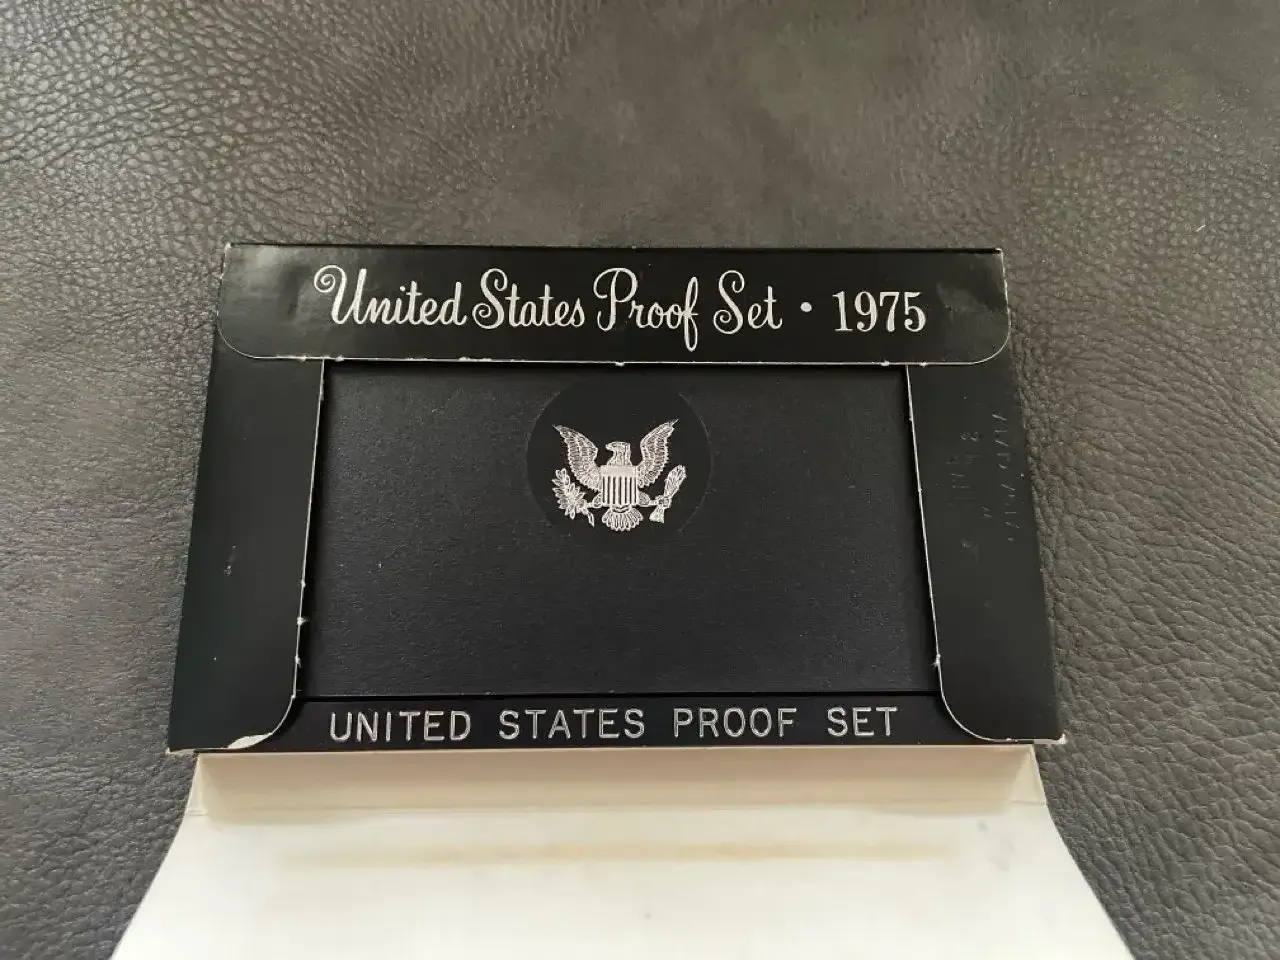 United States Proof Set · 1975
UNITED STATES PROOF SET